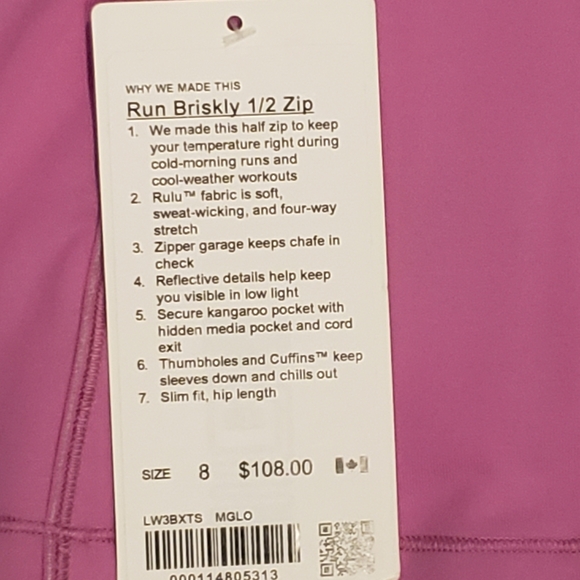 WHY WE MADE THIS
Run Briskly 1/2 Zip
1. We made this half zip to keep
your temperature right during
cold-morning runs and
cool-weather workouts
2. Rulu™ fabric is soft,
sweat-wicking, and four-way
stretch
3. Zipper garage keeps chafe in
check
4. Reflective details help keep
you visible in low light
5. Secure kangaroo pocket with
hidden media pocket and cord
exit
6. Thumbholes and Cuffins™ keep
sleeves down and chills out
7. Slim fit, hip length
SIZE 8 $108.00
LW3BXTS MGLO
000114805313